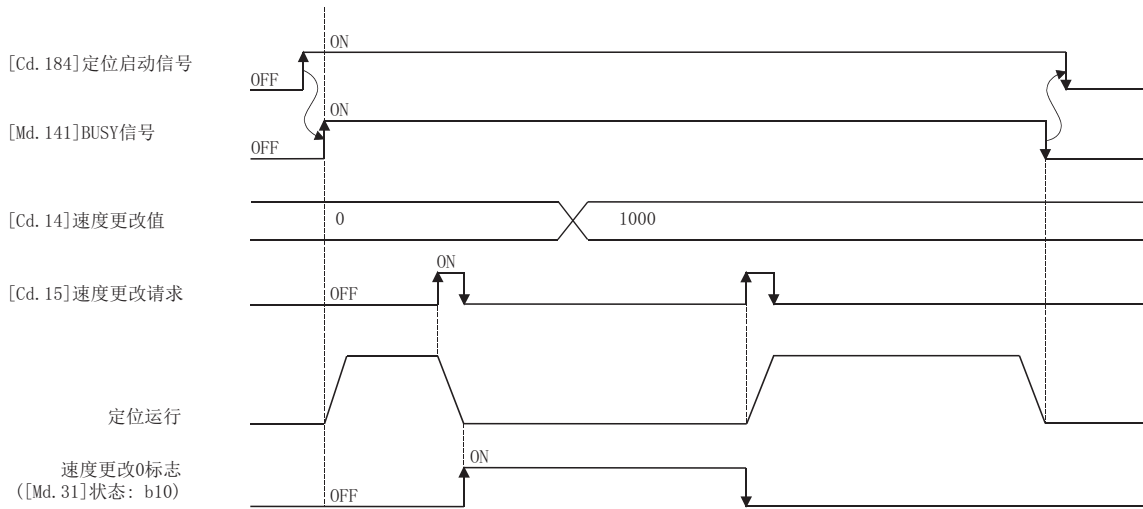 ON
[Cd.184]定位启动信号
OFF
ON
[Md.141]BUSY信号
OFF
[Cd.14]速度更改值
0
1000
ON
[Cd.15]速度更改请求
OFF
定位运行
速度更改0标志
ON
([Md.31]状态: b10)
OFF